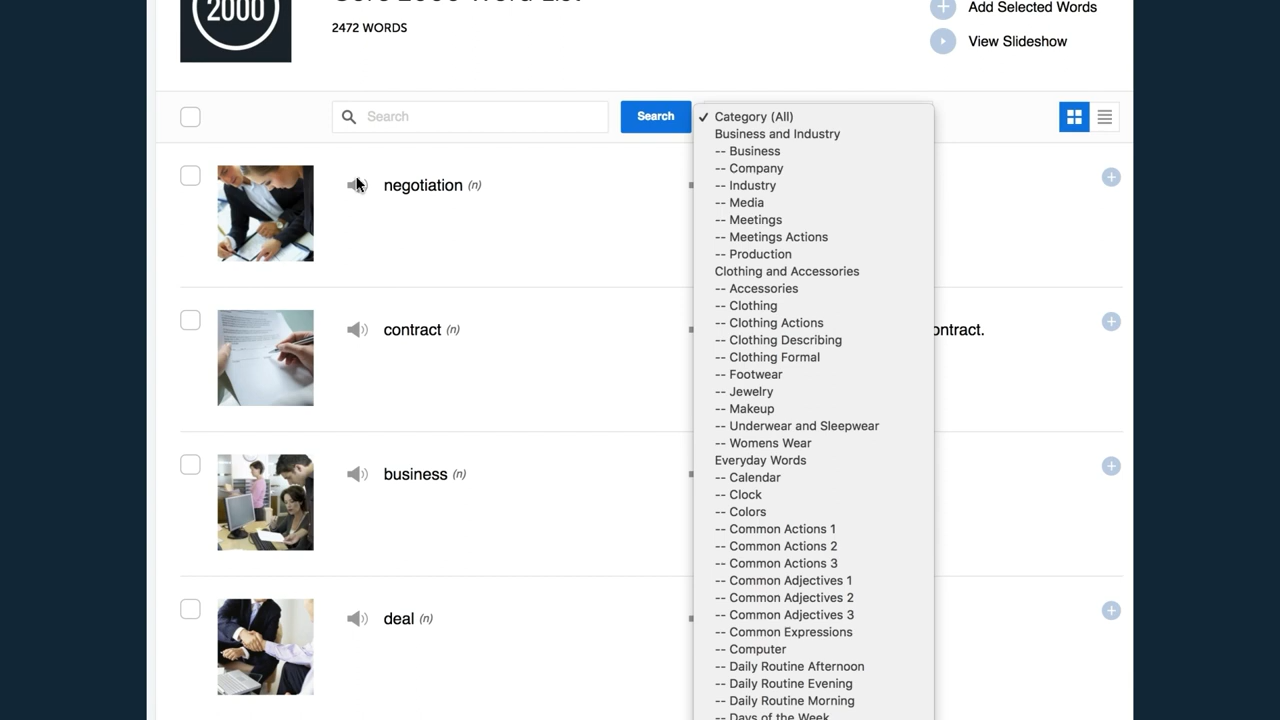 2000
2472 WORDS
Add Selected Words
View Slideshow
Search
Search
✓ Category (All)
Business and Industry
-- Business
-- Company
-- Industry
-- Media
-- Meetings
-- Meetings Actions
-- Production
Clothing and Accessories
-- Accessories
-- Clothing
-- Clothing Actions
-- Clothing Describing
-- Clothing Formal
-- Footwear
-- Jewelry
-- Makeup
-- Underwear and Sleepwear
-- Womens Wear
Everyday Words
-- Calendar
-- Clock
-- Colors
-- Common Actions 1
-- Common Actions 2
-- Common Actions 3
-- Common Adjectives 1
-- Common Adjectives 2
-- Common Adjectives 3
-- Common Expressions
-- Computer
-- Daily Routine Afternoon
-- Daily Routine Evening
-- Daily Routine Morning
-- Days of the Week
negotiation (n)
contract (n)
ontract.
business (n)
deal (n)